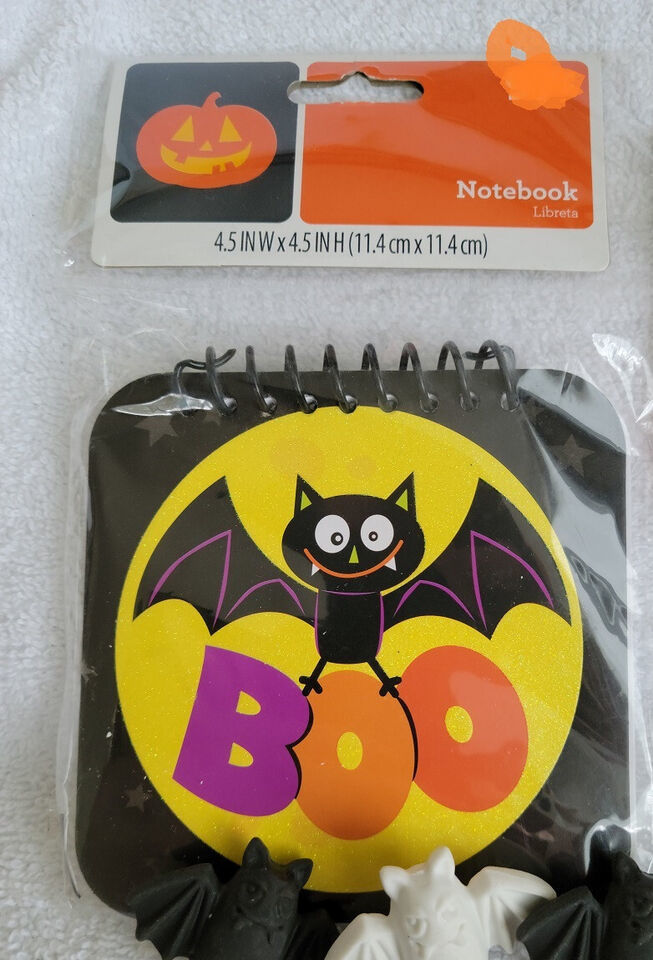 Notebook
Libreta
4.5 IN W x 4.5 IN H (11.4 cm x 11.4 cm)
BOO